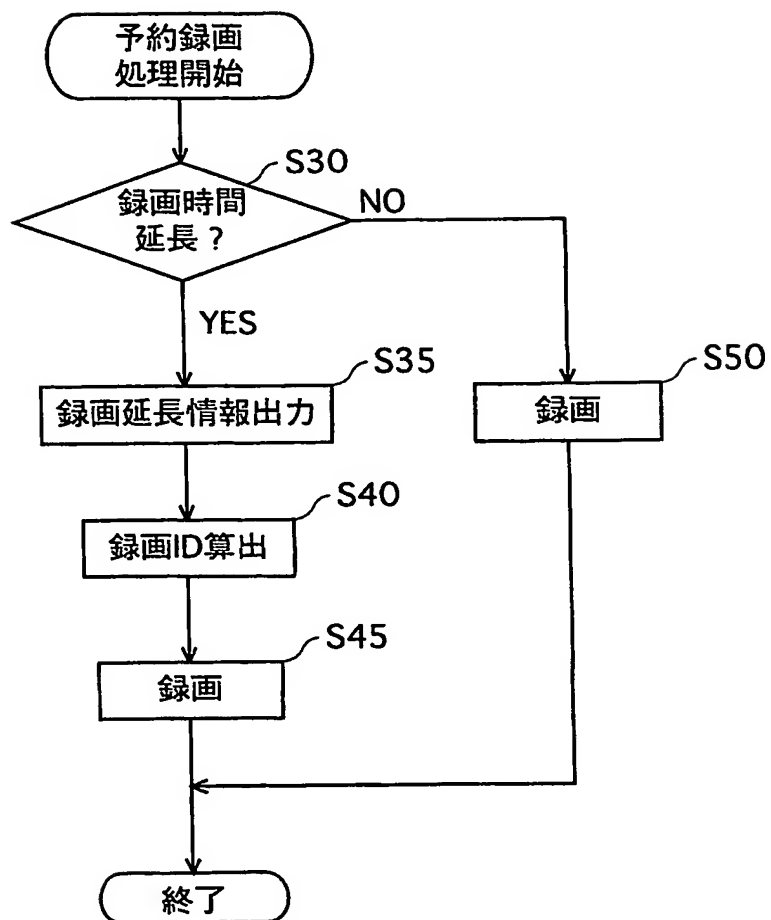 予約録画
処理開始
S30
録画時間
延長?
NO
YES
S35
録画延長情報出力
S50
録画
S40
録画ID算出
S45
録画
終了